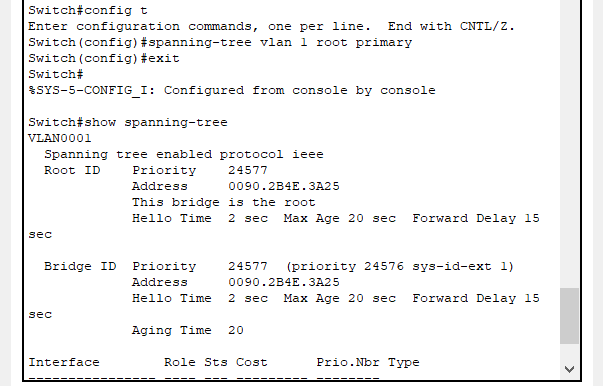 Switch#config t
Enter configuration commands, one per line.  End with CNTL/Z.
Switch(config)#spanning-tree vlan 1 root primary
Switch(config)#exit
Switch#
%SYS-5-CONFIG_I: Configured from console by console

Switch#show spanning-tree
VLAN0001
  Spanning tree enabled protocol ieee
  Root ID    Priority    24577
             Address     0090.2B4E.3A25
             This bridge is the root
             Hello Time  2 sec  Max Age 20 sec  Forward Delay 15
sec

  Bridge ID  Priority    24577  (priority 24576 sys-id-ext 1)
             Address     0090.2B4E.3A25
             Hello Time  2 sec  Max Age 20 sec  Forward Delay 15
sec
             Aging Time  20

Interface        Role Sts Cost      Prio.Nbr Type
---------------- ---- --- --------- --------